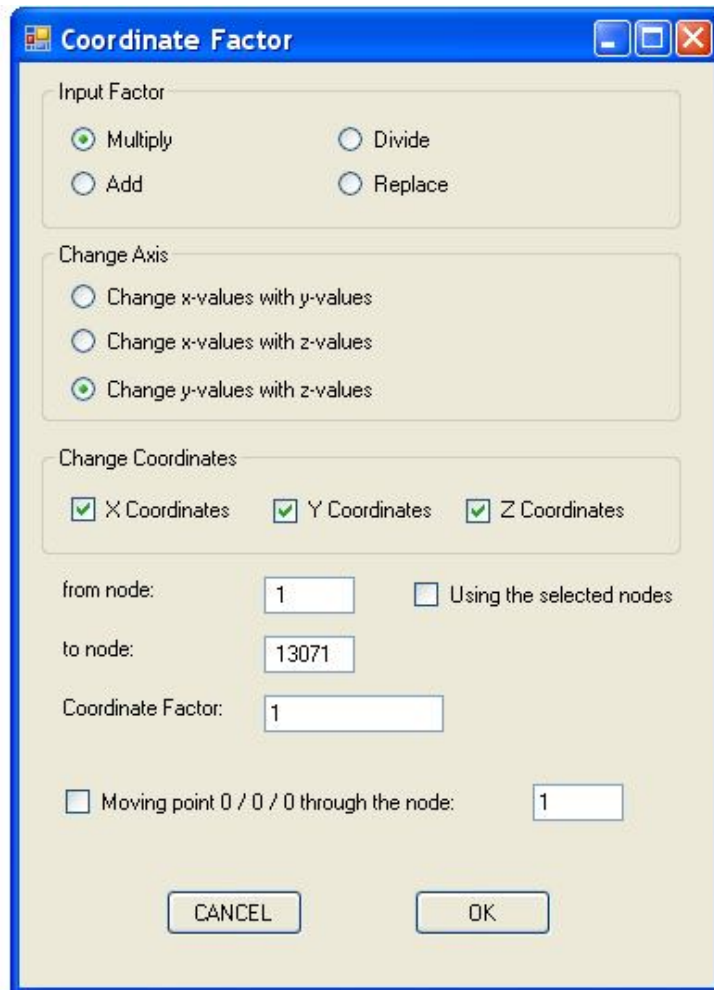 Coordinate Factor
Input Factor
Multiply Divide
Add Replace
Change Axis
Change x-values with y-values
Change x-values with z-values
Change y-values with z-values
Change Coordinates
X Coordinates Y Coordinates Z Coordinates
from node: 1 Using the selected nodes
to node: 13071
Coordinate Factor: 1
Moving point 0 / 0 / 0 through the node: 1
CANCEL OK